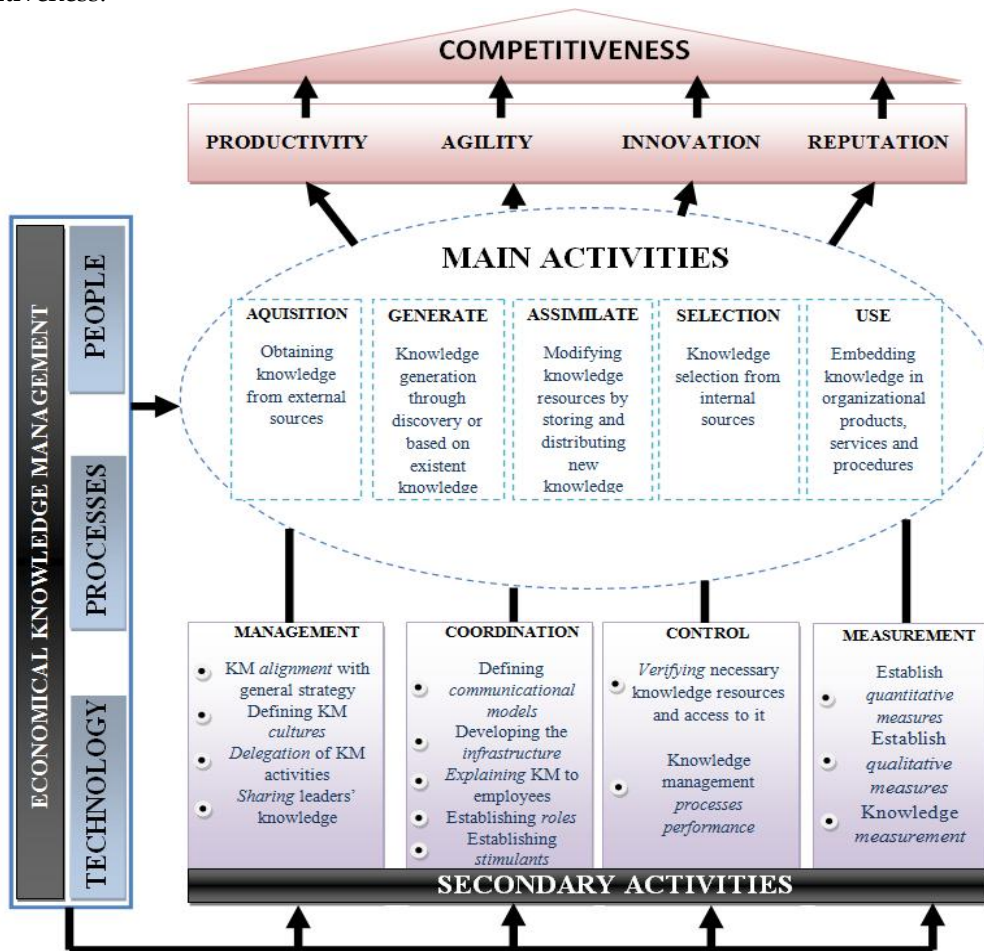 itiveness.
COMPETITIVENESS
PRODUCTIVITY AGILITY INNOVATION REPUTATION
ECONOMICAL KNOWLEDGE MANAGEMENT
PEOPLE
PROCESSES
TECHNOLOGY
MAIN ACTIVITIES
AQUISITION
Obtaining
knowledge
from external
sources
GENERATE
Knowledge
generation
through
discovery or
based on
existent
knowledge
ASSIMILATE
Modifying
knowledge
resources by
storing and
distributing
new
knowledge
SELECTION
Knowledge
selection from
internal
sources
USE
Embedding
knowledge in
organizational
products,
services and
procedures
MANAGEMENT
KM alignment with
general strategy
Defining KM
cultures
Delegation of KM
activities
Sharing leaders’
knowledge
COORDINATION
Defining
communicational
models
Developing the
infrastructure
Explaining KM to
employees
Establishing roles
Establishing
stimulants
CONTROL
Verifying necessary
knowledge resources
and access to it
Knowledge
management
processes
performance
MEASUREMENT
Establish
quantitative
measures
Establish
qualitative
measures
Knowledge
measurement
SECONDARY ACTIVITIES